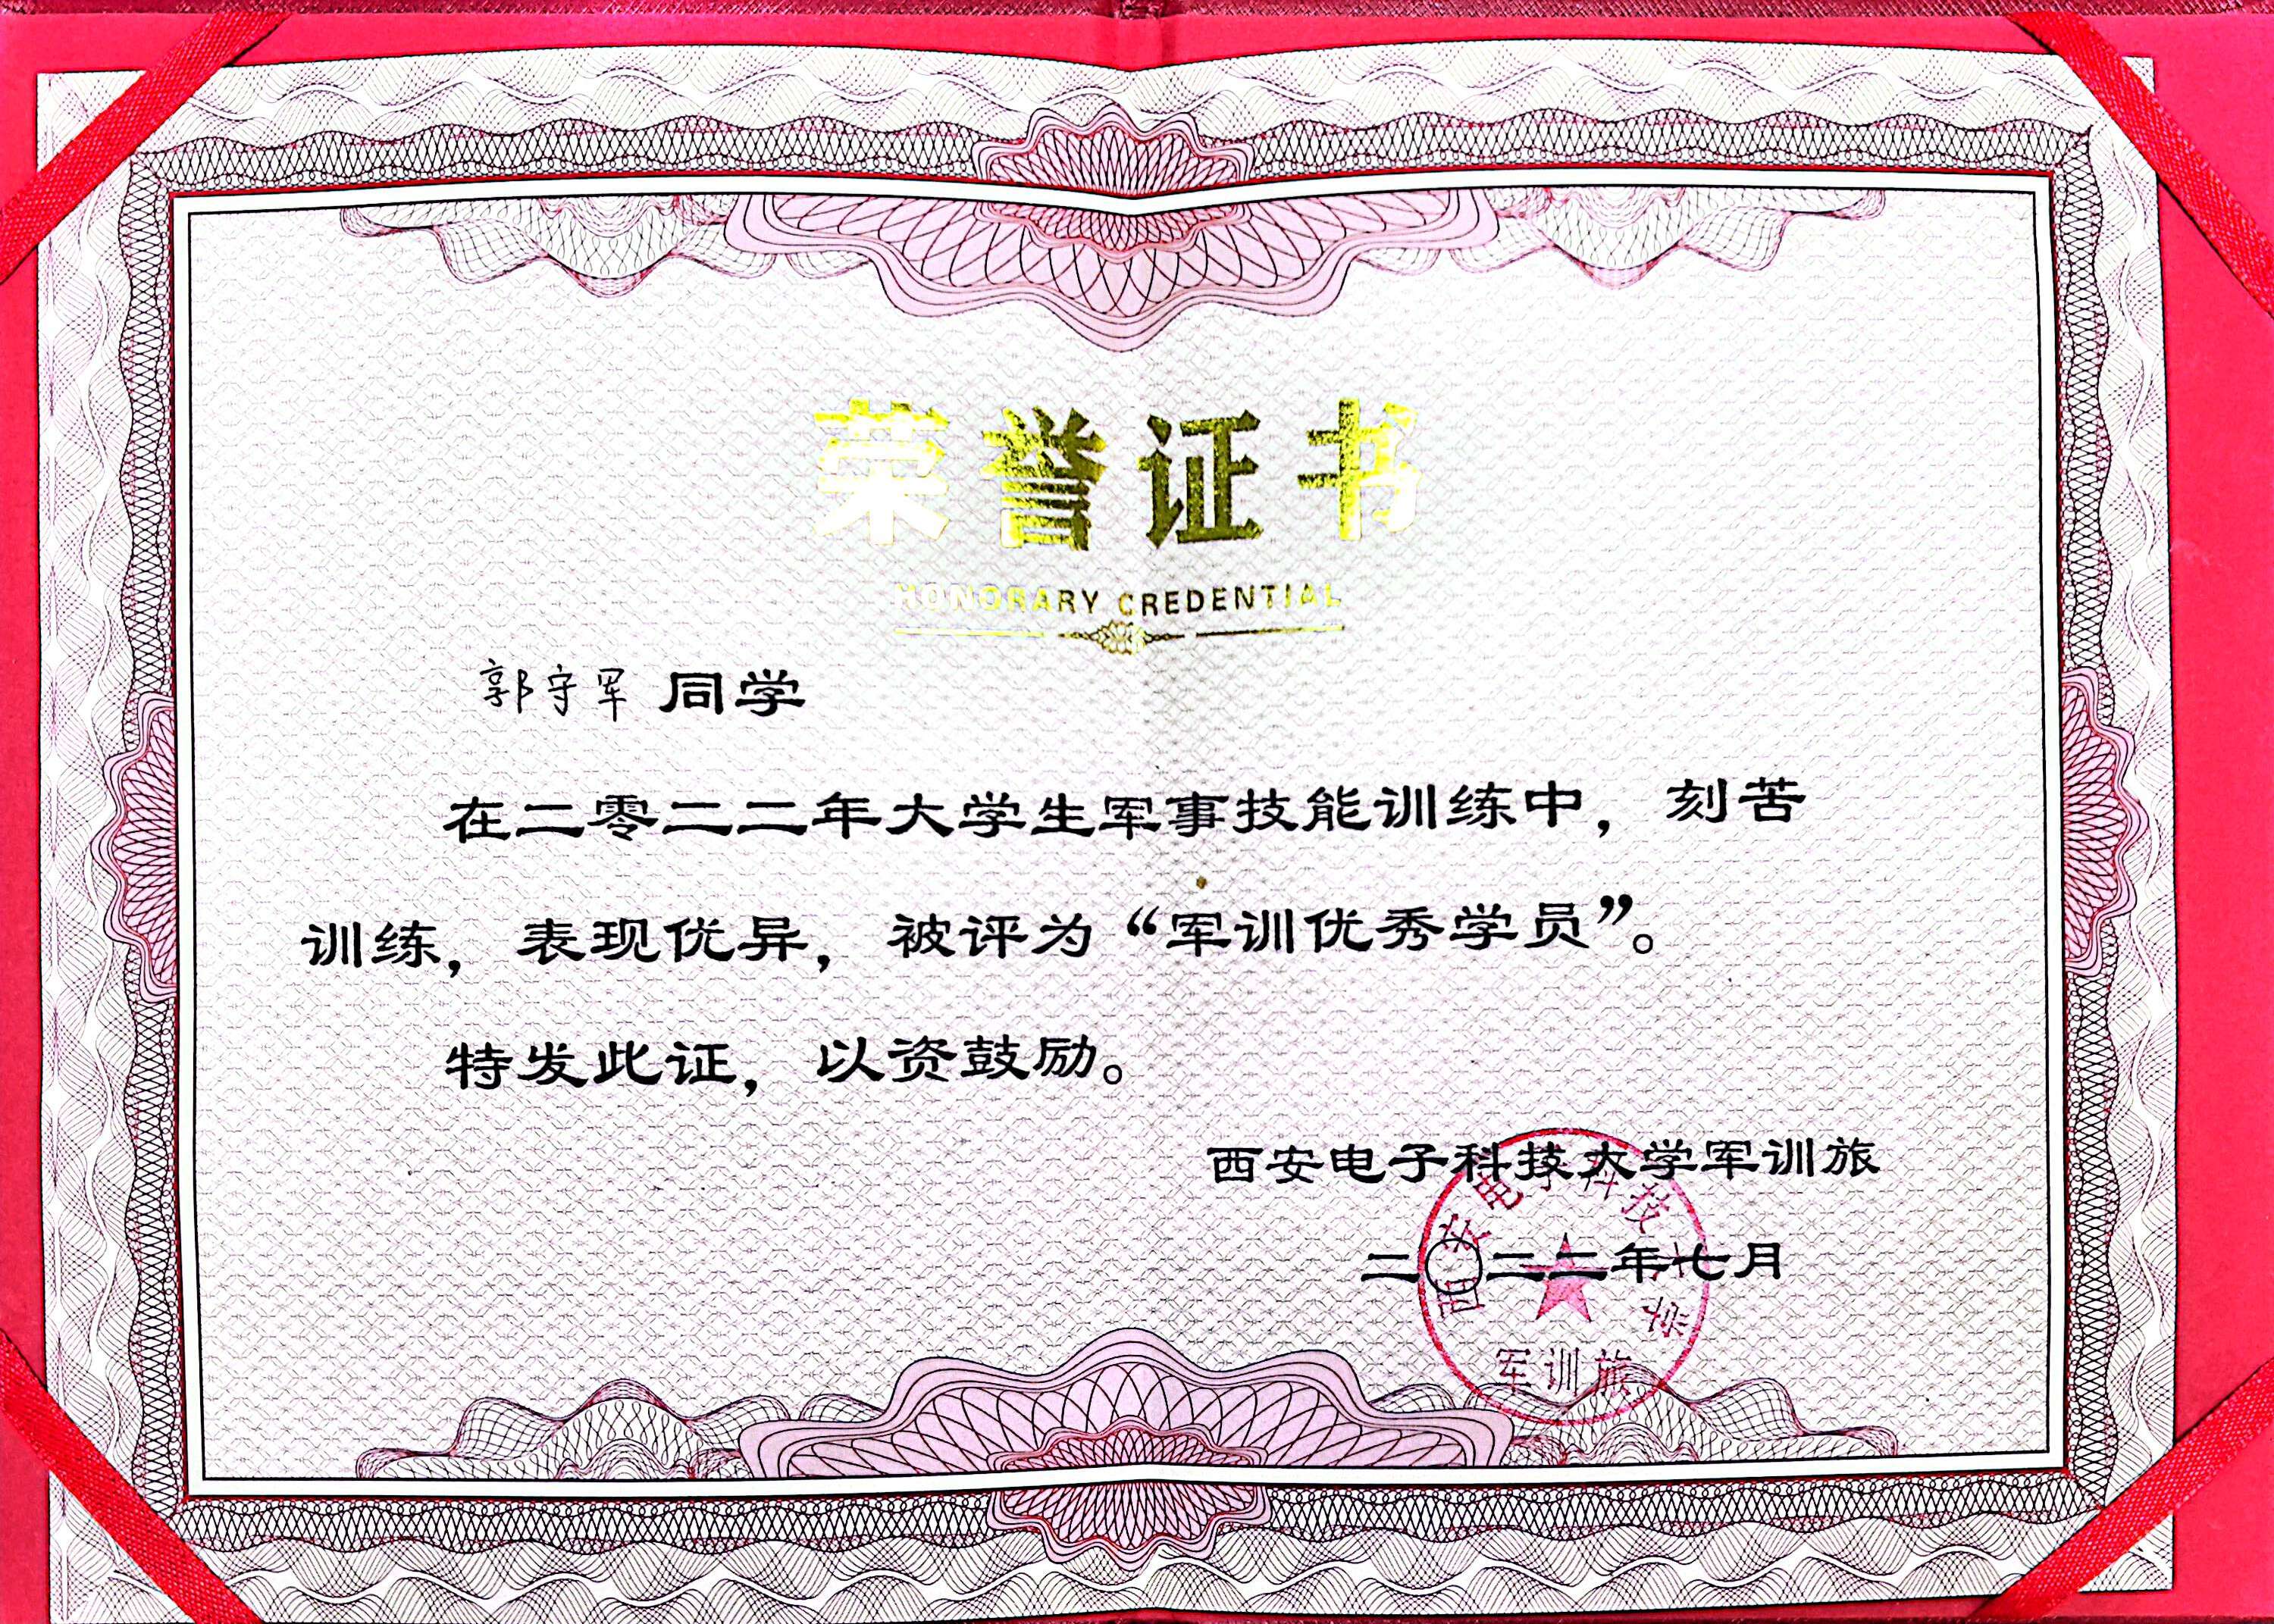 荣誉证书
HONORARY CREDENTIAL
郭守军 同学
在二零二二年大学生军事技能训练中，刻苦
训练，表现优异，被评为“军训优秀学员”。
特发此证，以资鼓励。
西安电子科技大学军训旅
二〇二二年七月
西安电子科技大学
军训旅